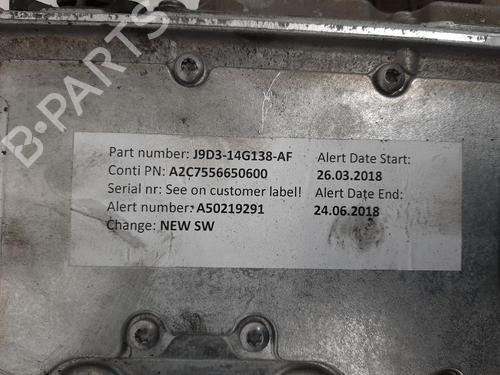 B-PARTS
Part number: J9D3-14G138-AF Alert Date Start:
Conti PN: A2C7556650600 26.03.2018
Serial nr: See on customer label! Alert Date End:
Alert number: A50219291 24.06.2018
Change: NEW SW